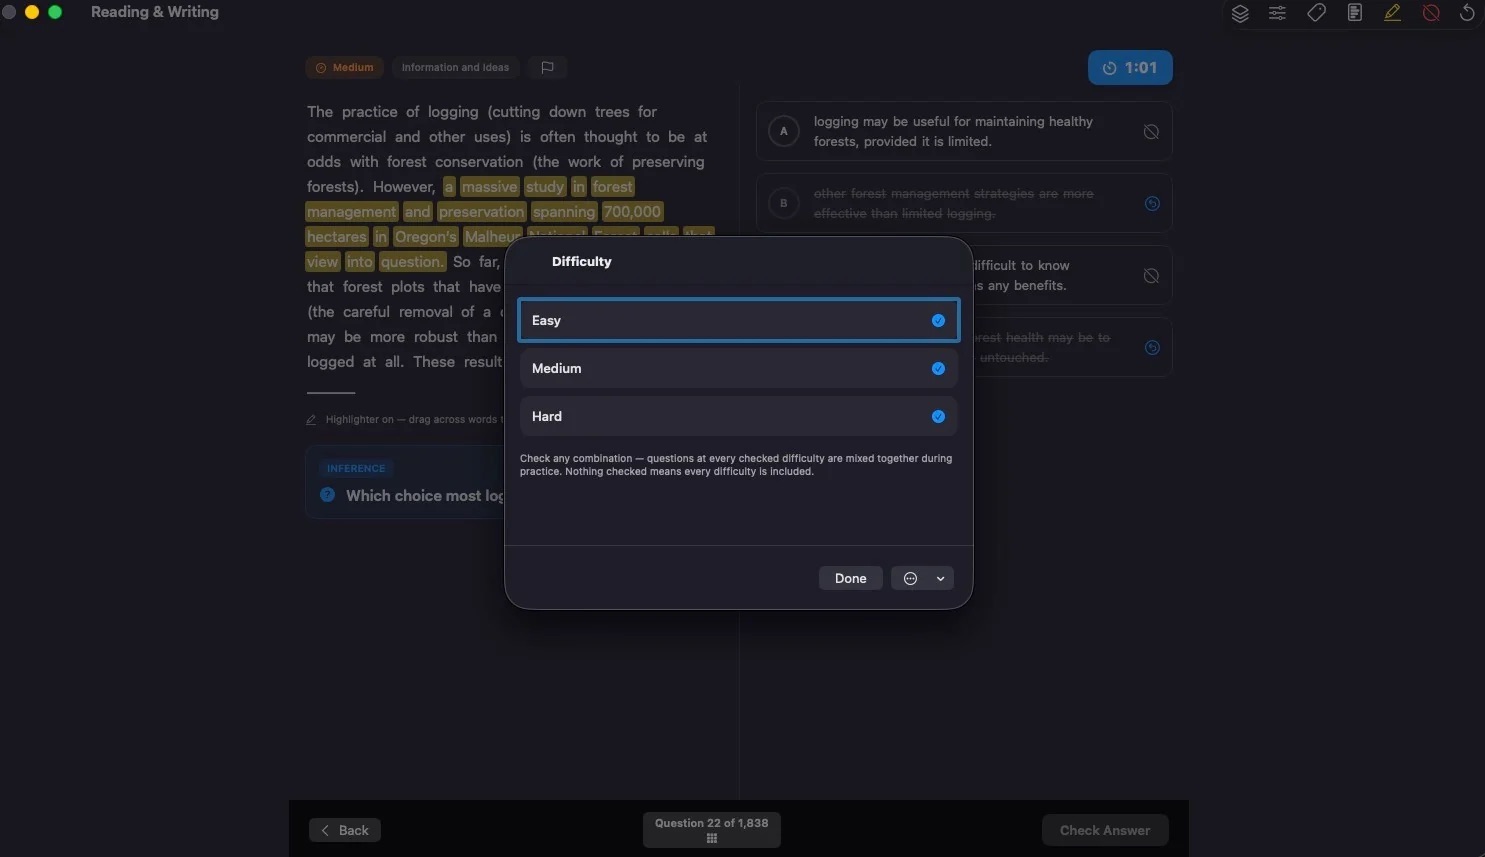 Reading & Writing
Medium
Information and Ideas
1:01
The practice of logging (cutting down trees for
commercial and other uses) is often thought to be at
odds with forest conservation (the work of preserving
forests). However, a massive study in forest
management and preservation spanning 700,000
hectares in Oregon's Malheur National Forest calls that
view into question. So far,
that forest plots that have
(the careful removal of a
may be more robust than
logged at all. These result
Highlighter on — drag across words
INFERENCE
Which choice most log
A
logging may be useful for maintaining healthy
forests, provided it is limited.
B
other forest management strategies are more
effective than limited logging.
difficult to know
any benefits.
health may be to
untouched.
Difficulty
Easy
Medium
Hard
Check any combination — questions at every checked difficulty are mixed together during
practice. Nothing checked means every difficulty is included.
Done
Back
Question 22 of 1,838
Check Answer